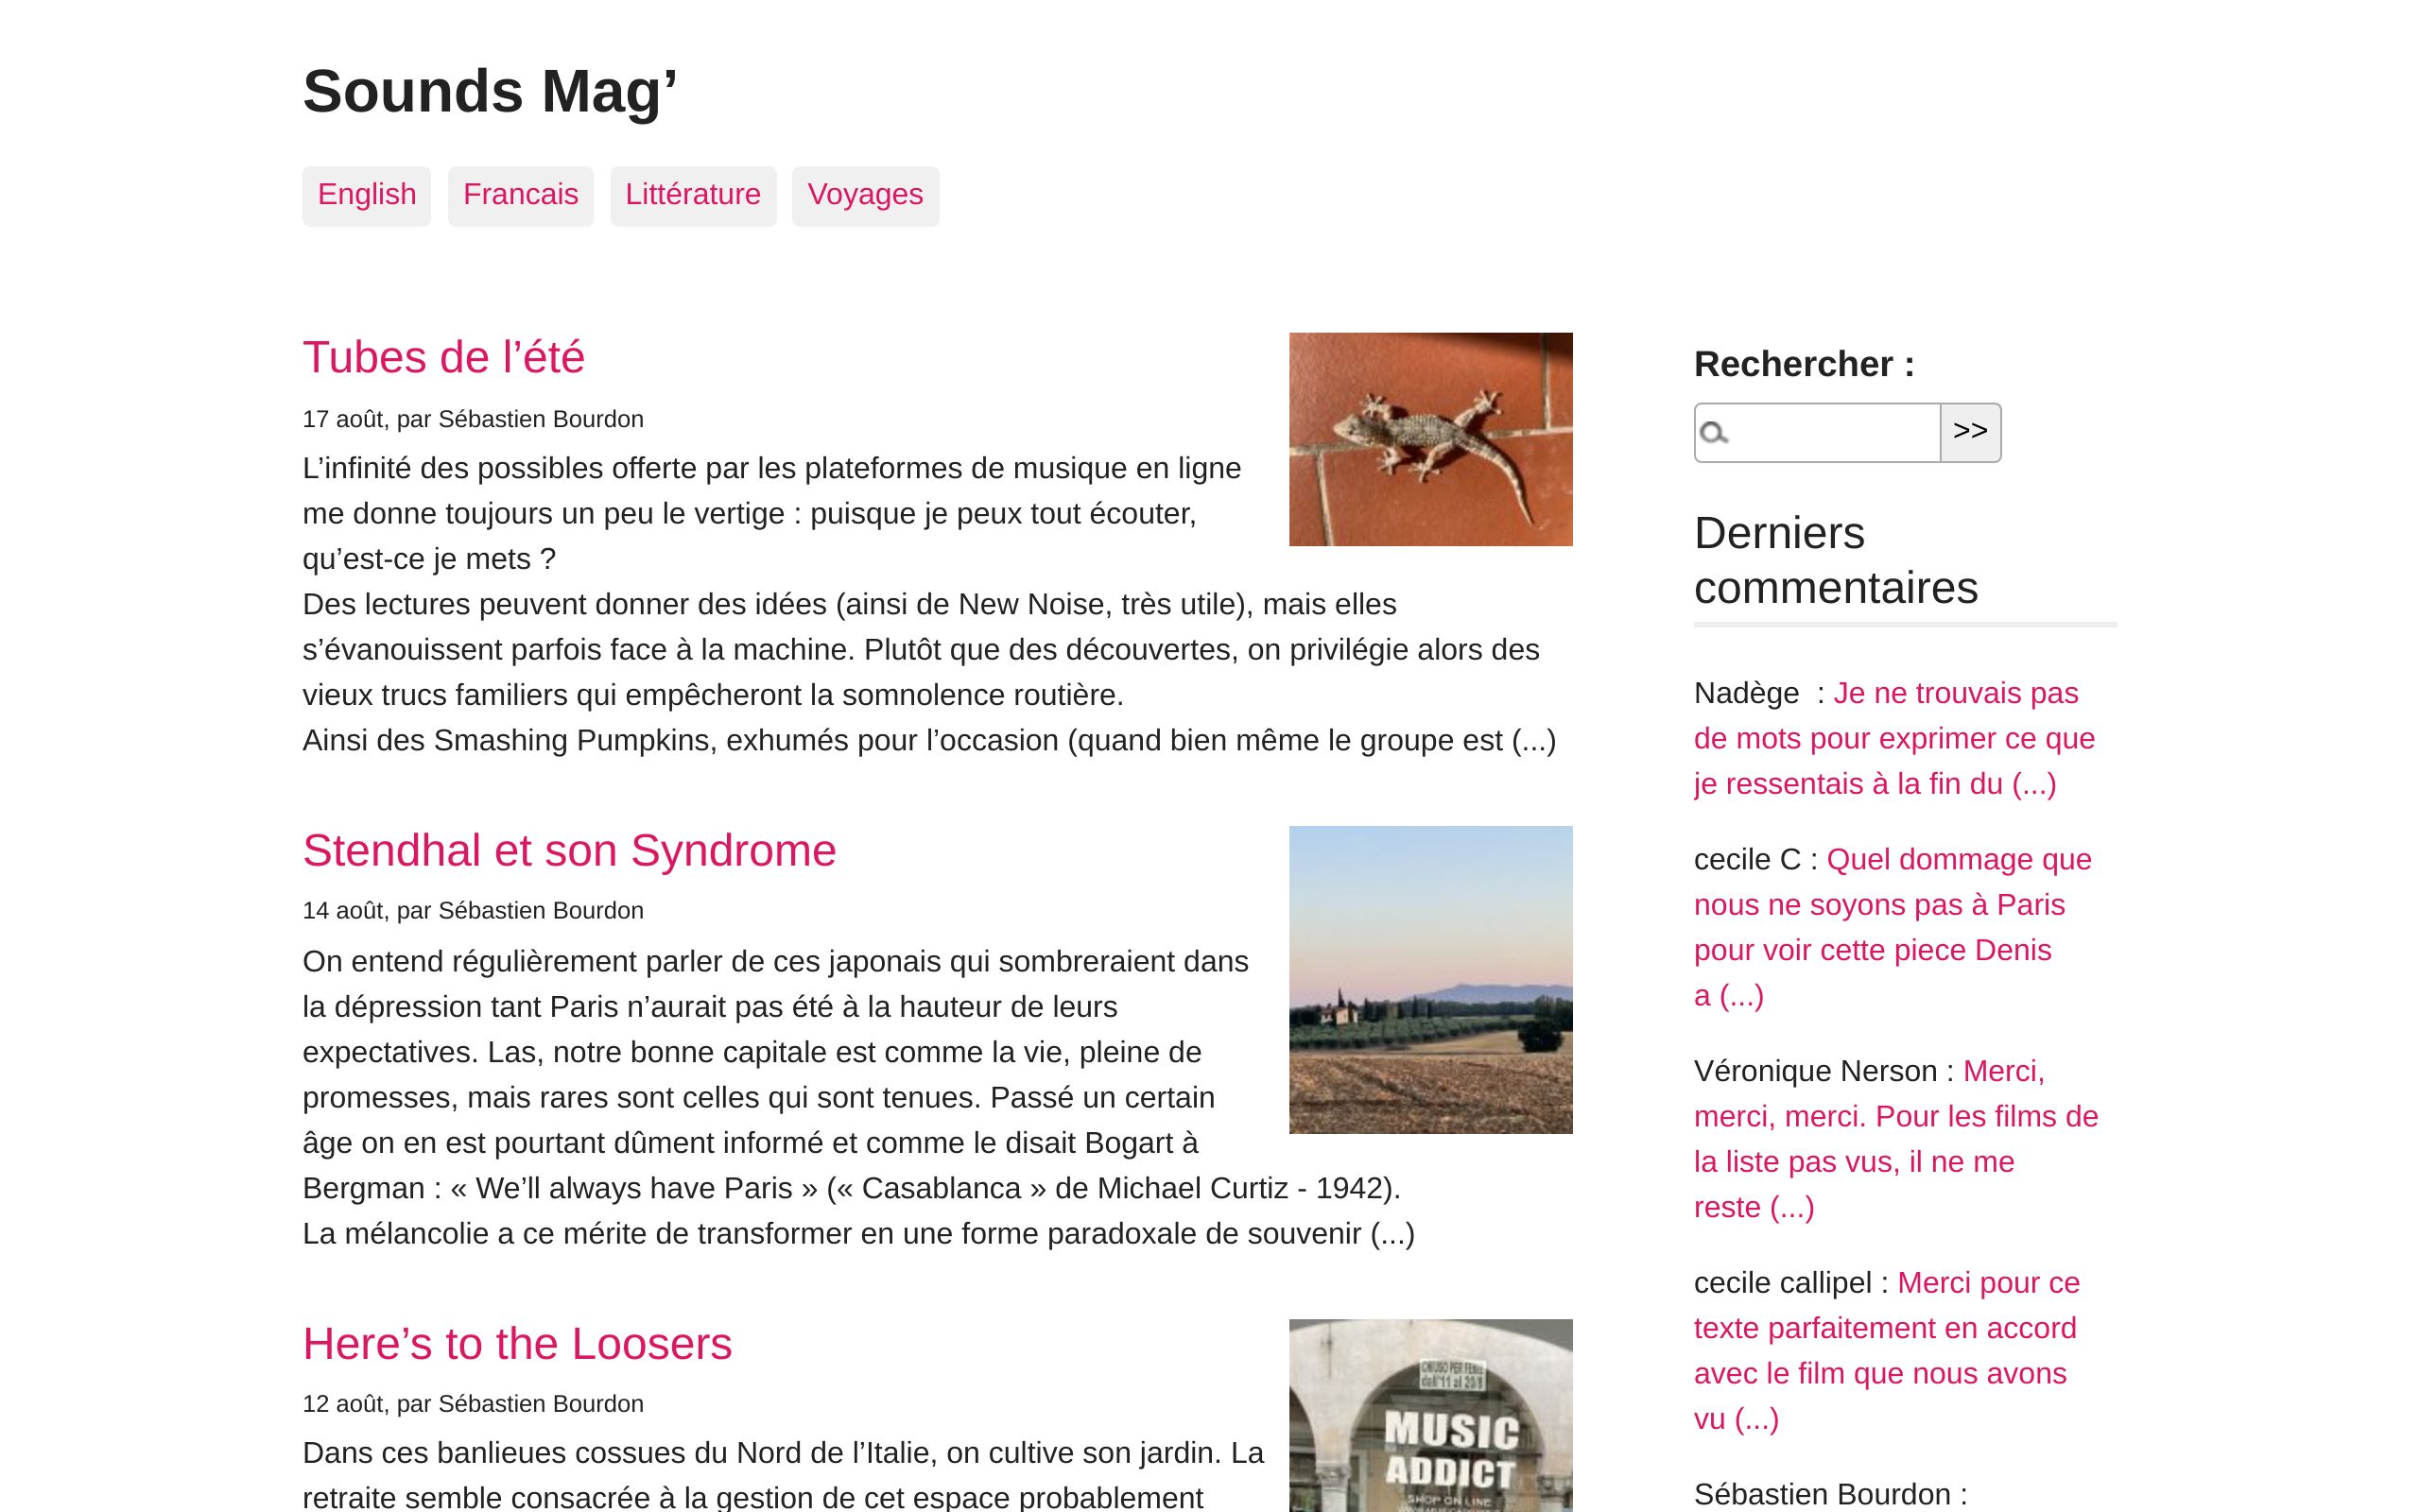 Sounds Mag’
English
Francais
Littérature
Voyages
Tubes de l’été
17 août, par Sébastien Bourdon
L’infinité des possibles offerte par les plateformes de musique en ligne
me donne toujours un peu le vertige : puisque je peux tout écouter,
qu’est-ce je mets ?
Des lectures peuvent donner des idées (ainsi de New Noise, très utile), mais elles
s’évanouissent parfois face à la machine. Plutôt que des découvertes, on privilégie alors des
vieux trucs familiers qui empêcheront la somnolence routière.
Ainsi des Smashing Pumpkins, exhumés pour l’occasion (quand bien même le groupe est (...)
Stendhal et son Syndrome
14 août, par Sébastien Bourdon
On entend régulièrement parler de ces japonais qui sombreraient dans
la dépression tant Paris n’aurait pas été à la hauteur de leurs
expectatives. Las, notre bonne capitale est comme la vie, pleine de
promesses, mais rares sont celles qui sont tenues. Passé un certain
âge on en est pourtant dûment informé et comme le disait Bogart à
Bergman : « We’ll always have Paris » (« Casablanca » de Michael Curtiz - 1942).
La mélancolie a ce mérite de transformer en une forme paradoxale de souvenir (...)
Here’s to the Loosers
12 août, par Sébastien Bourdon
Dans ces banlieues cossues du Nord de l’Italie, on cultive son jardin. La
retraite semble consacrée à la gestion de cet espace probablement
CHIUSO PER FERIE
dall'11 al 20/8
MUSIC
ADDICT
SHOP ON LINE
Rechercher :
>>
Derniers
commentaires
Nadège  : Je ne trouvais pas
de mots pour exprimer ce que
je ressentais à la fin du (...)
cecile C : Quel dommage que
nous ne soyons pas à Paris
pour voir cette piece Denis
a (...)
Véronique Nerson : Merci,
merci, merci. Pour les films de
la liste pas vus, il ne me
reste (...)
cecile callipel : Merci pour ce
texte parfaitement en accord
avec le film que nous avons
vu (...)
Sébastien Bourdon :